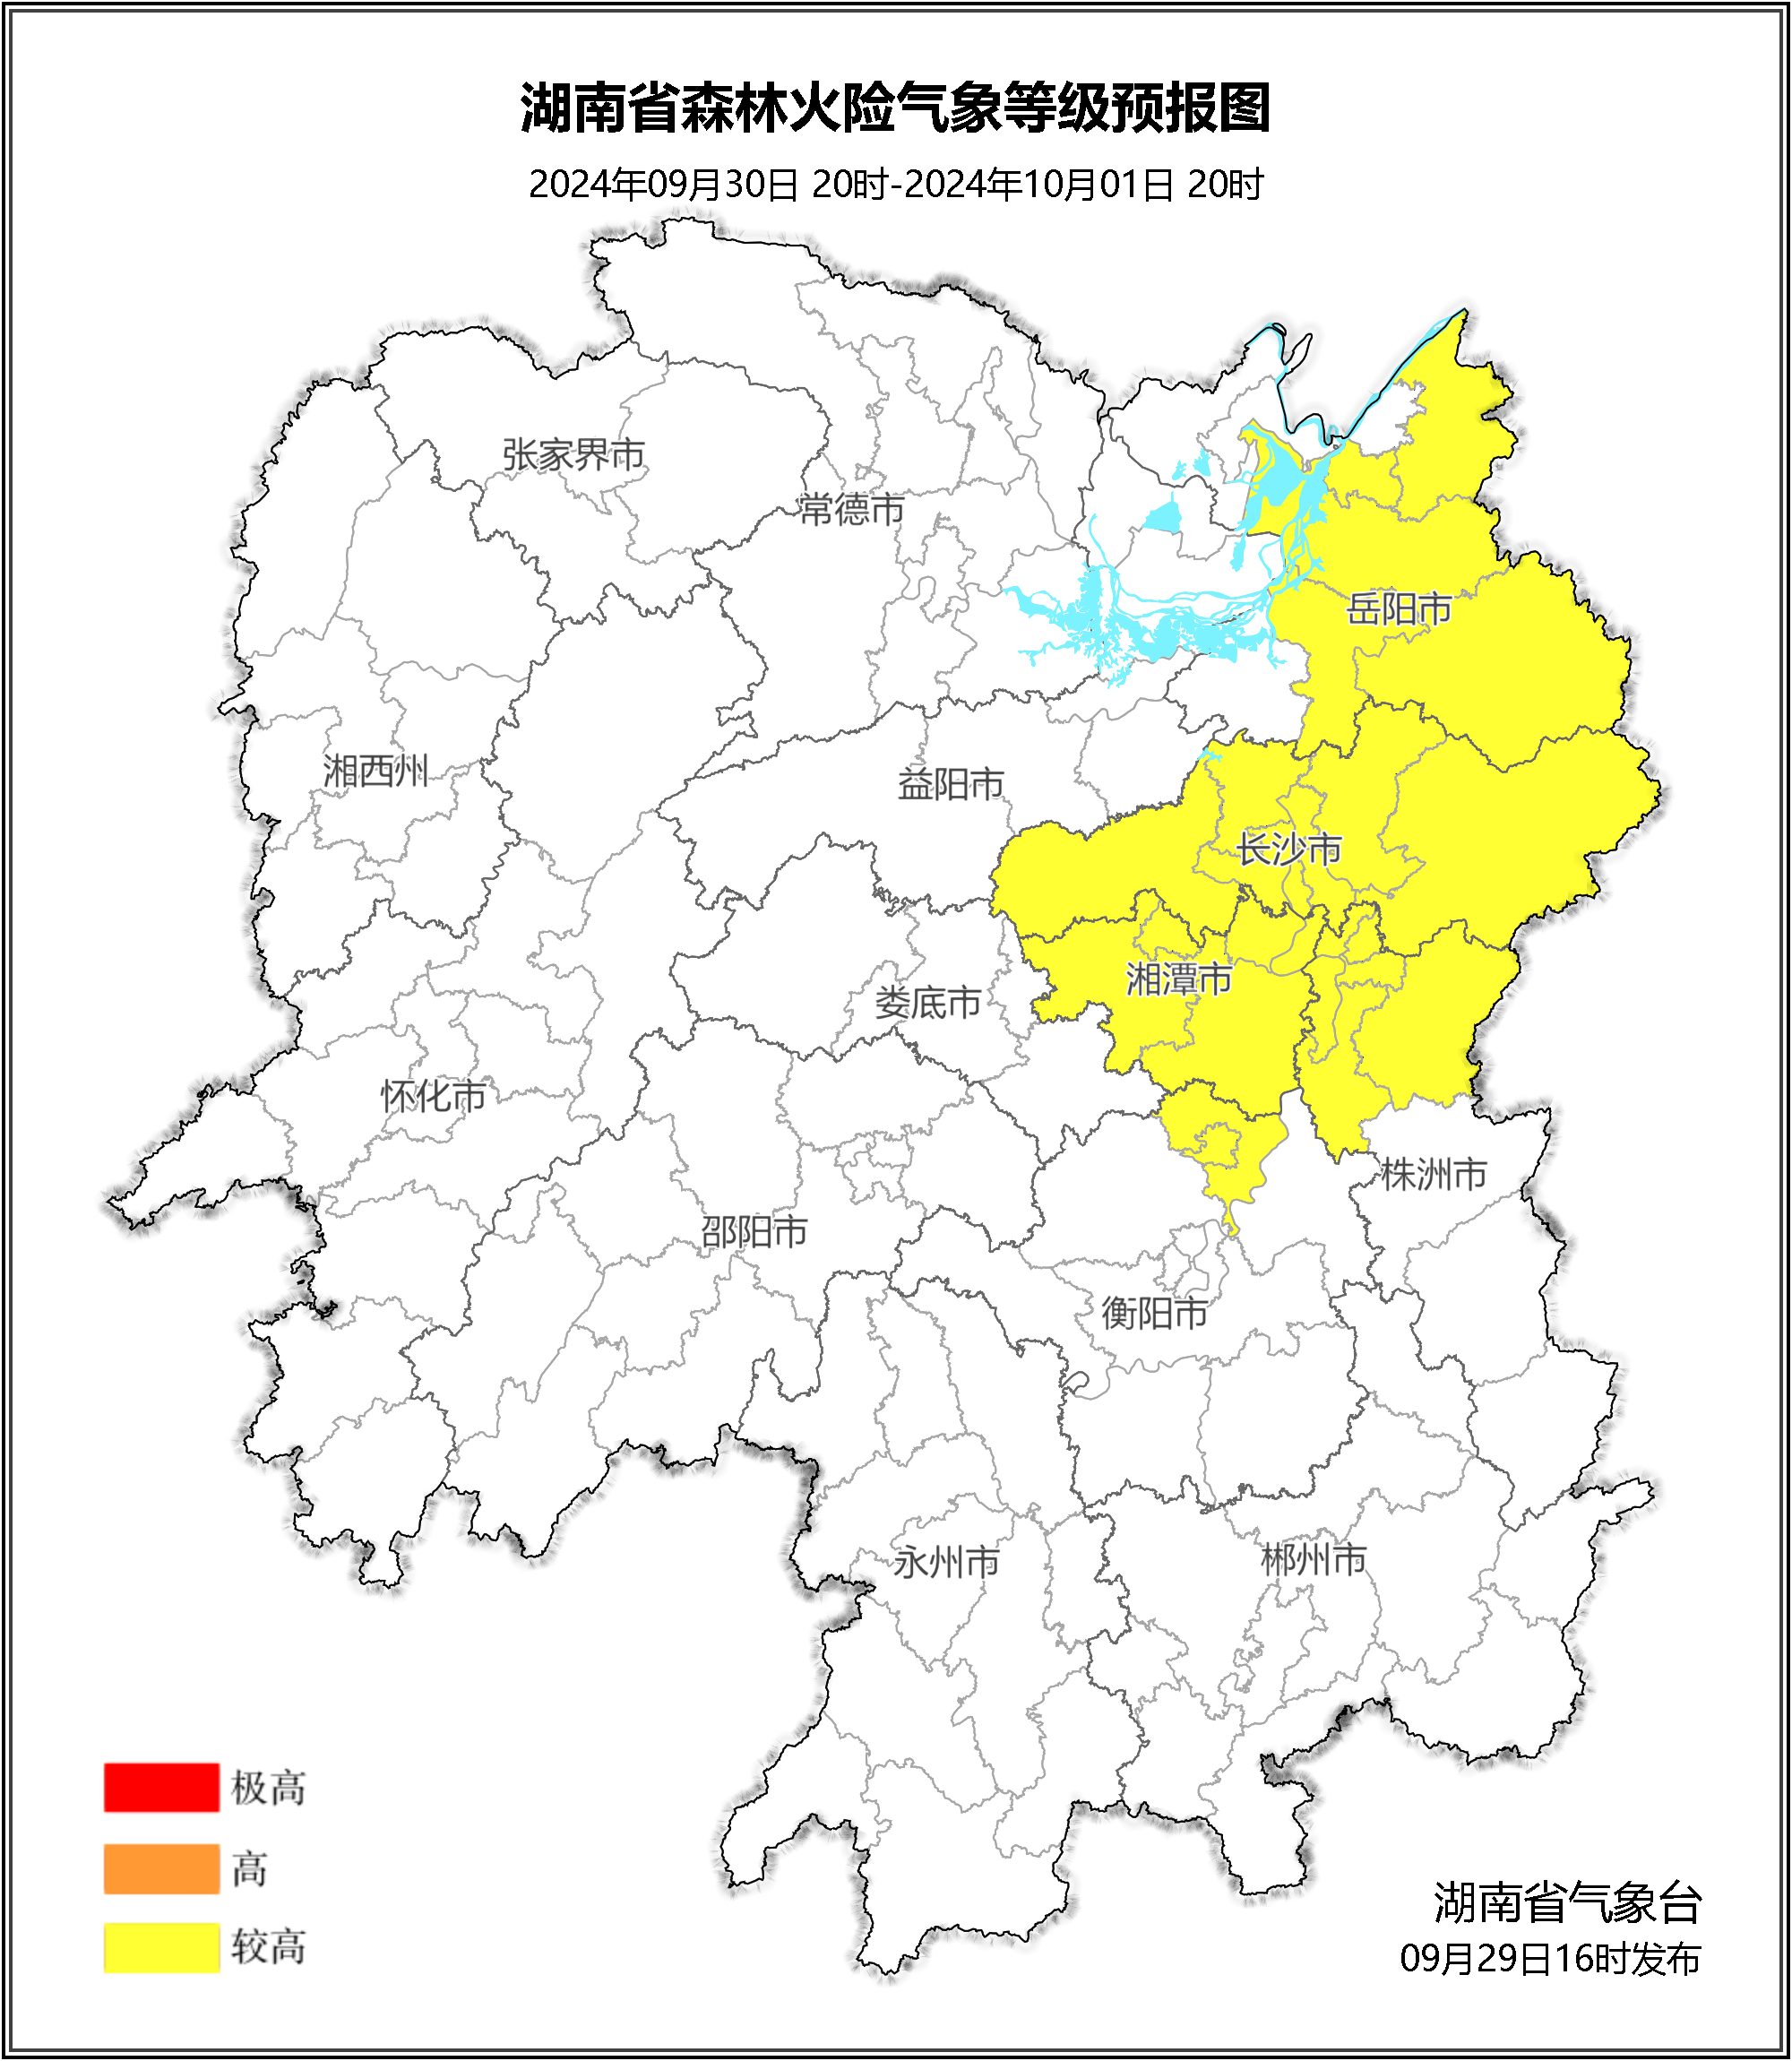 湖南省森林火险气象等级预报图
2024年09月30日 20时-2024年10月01日 20时
张家界市
常德市
岳阳市
湘西州
益阳市
长沙市
湘潭市
娄底市
怀化市
株洲市
邵阳市
衡阳市
永州市
郴州市
极高
高
较高
湖南省气象台
09月29日16时发布